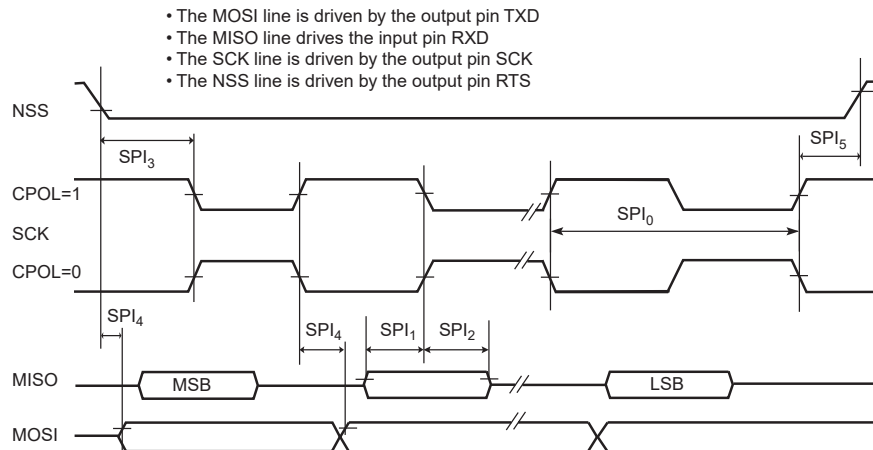 • The MOSI line is driven by the output pin TXD
• The MISO line drives the input pin RXD
• The SCK line is driven by the output pin SCK
• The NSS line is driven by the output pin RTS
NSS
SPI3
SPI5
CPOL=1
SCK
SPI0
CPOL=0
SPI4
SPI4
SPI1
SPI2
MISO
MSB
LSB
MOSI